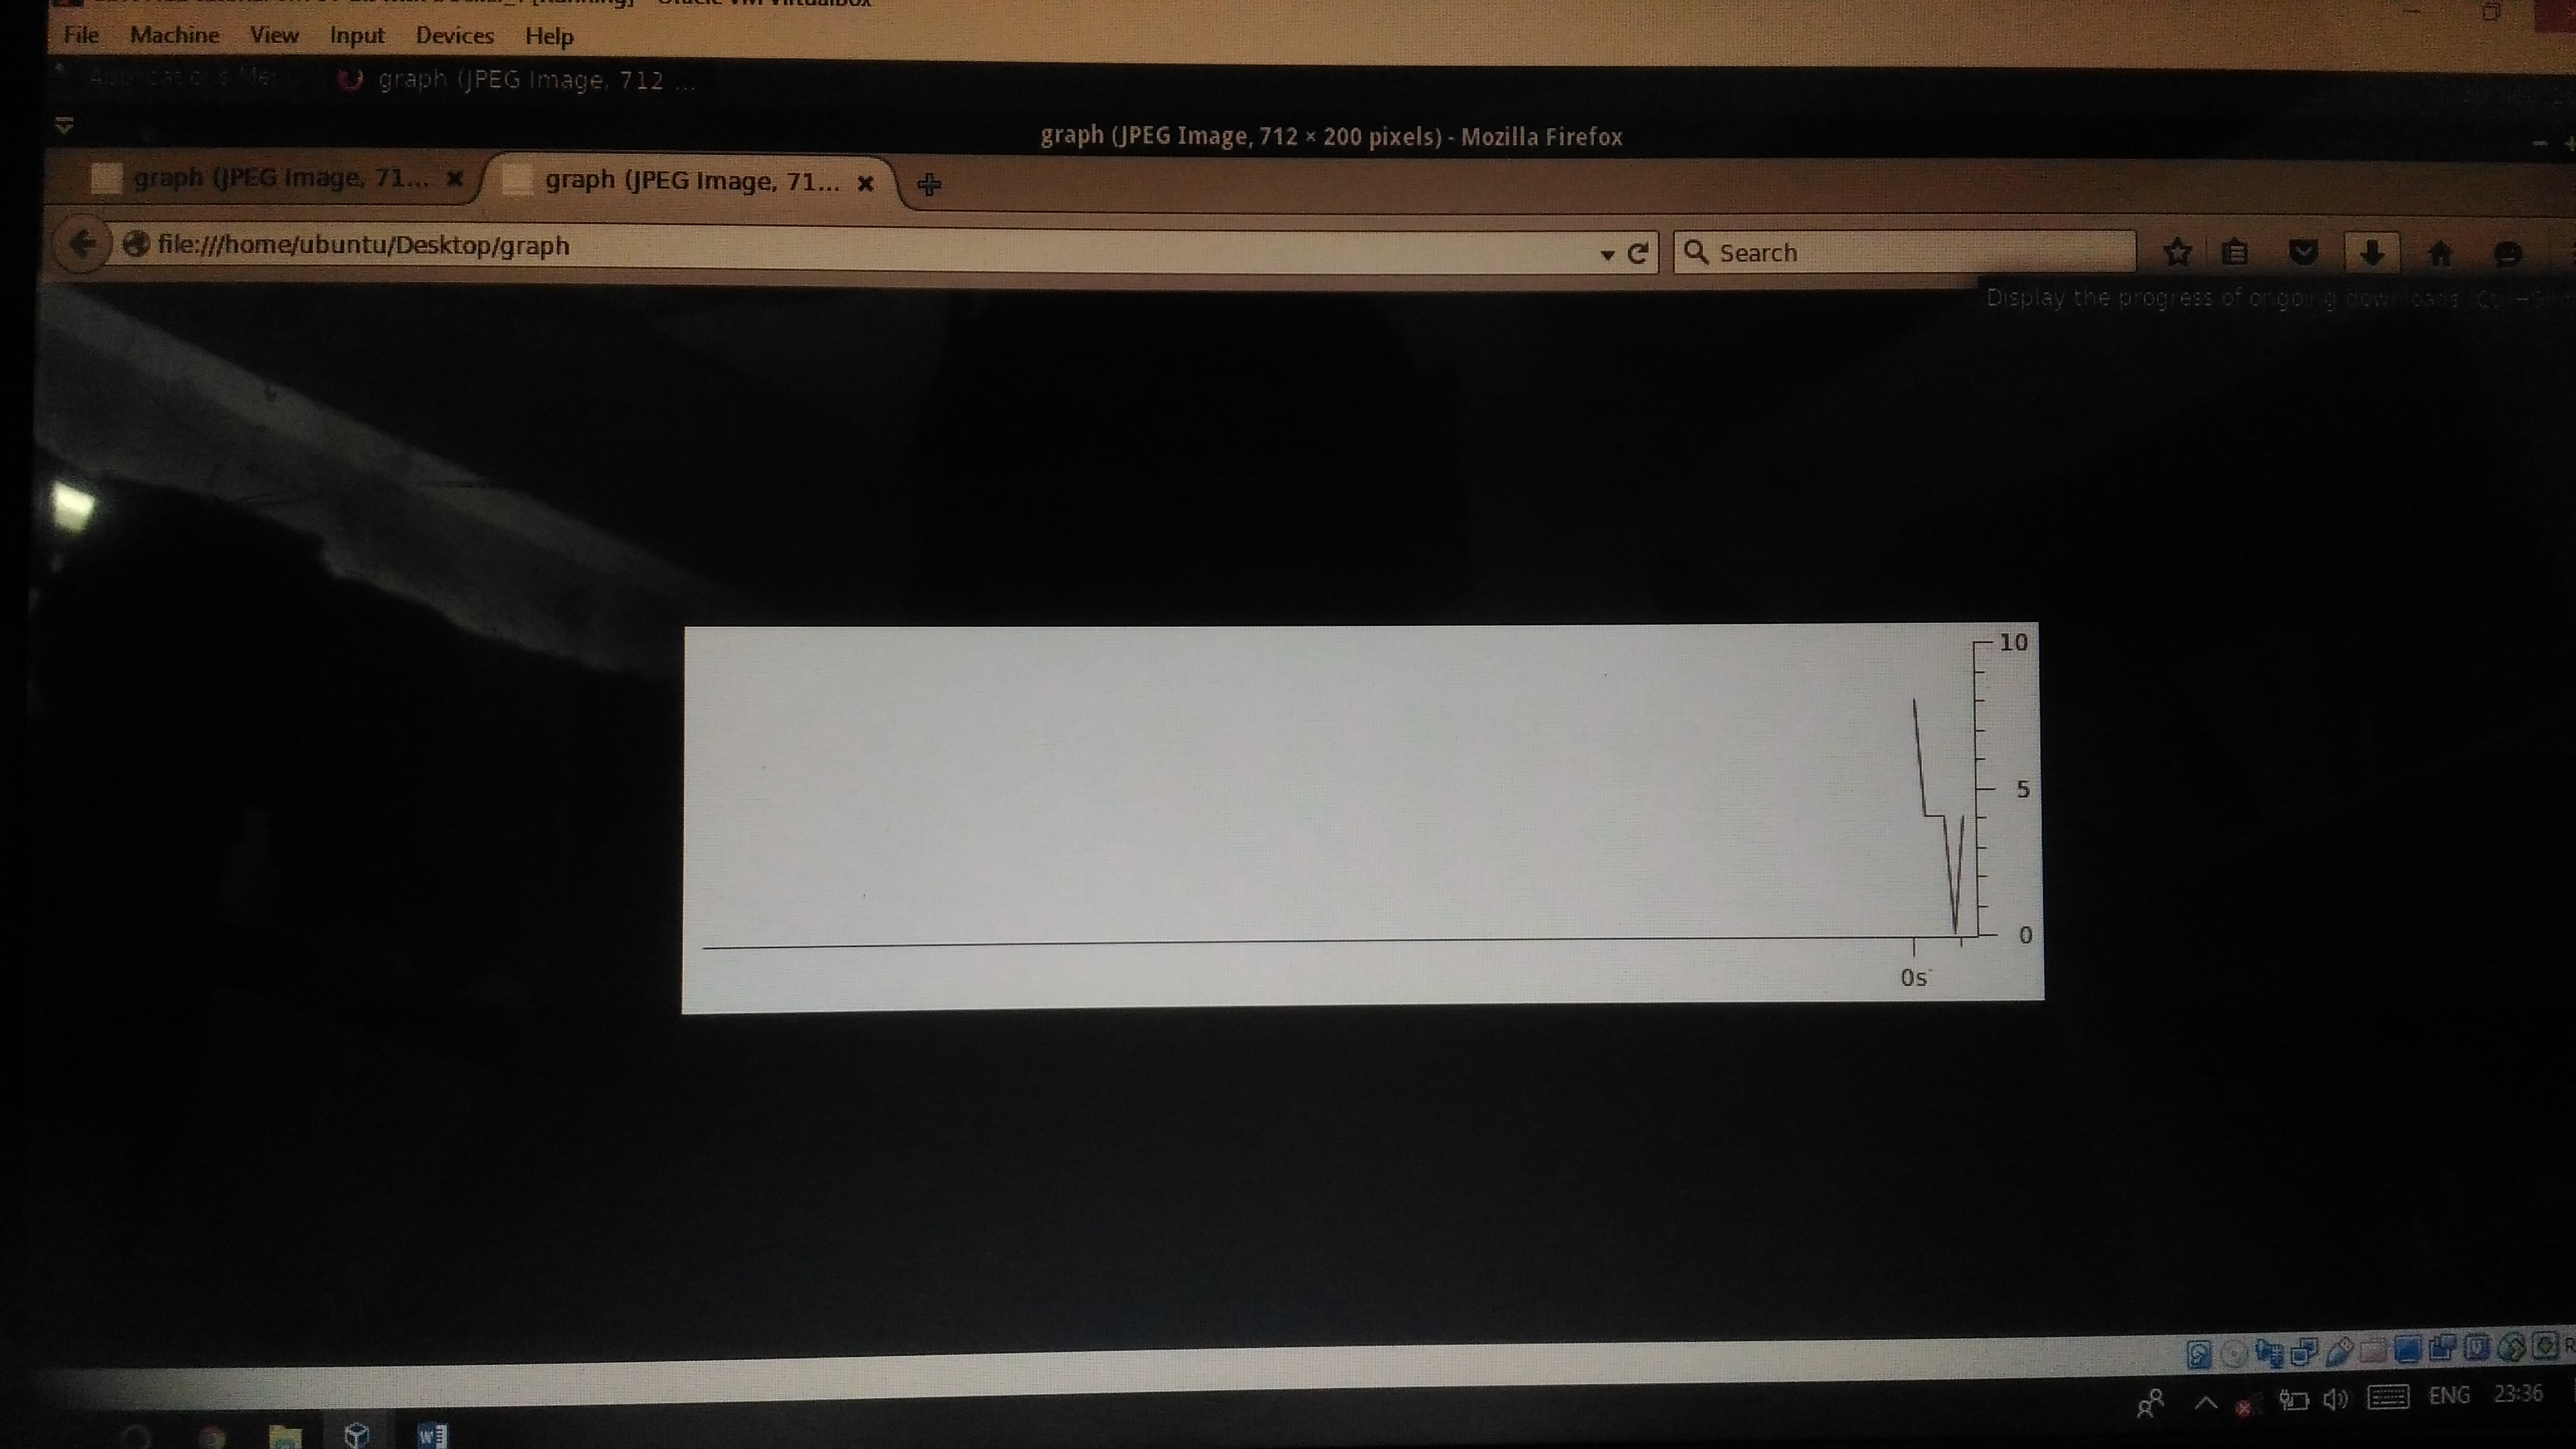 File Machine View Input Devices Help
graph (JPEG Image, 712 ...
graph (JPEG Image, 712 × 200 pixels) - Mozilla Firefox
graph (JPEG Image, 71... graph (JPEG Image, 71...
file:///home/ubuntu/Desktop/graph Search
Display the progress of ongoing downloads
10
5
0
0s
ENG 23:36